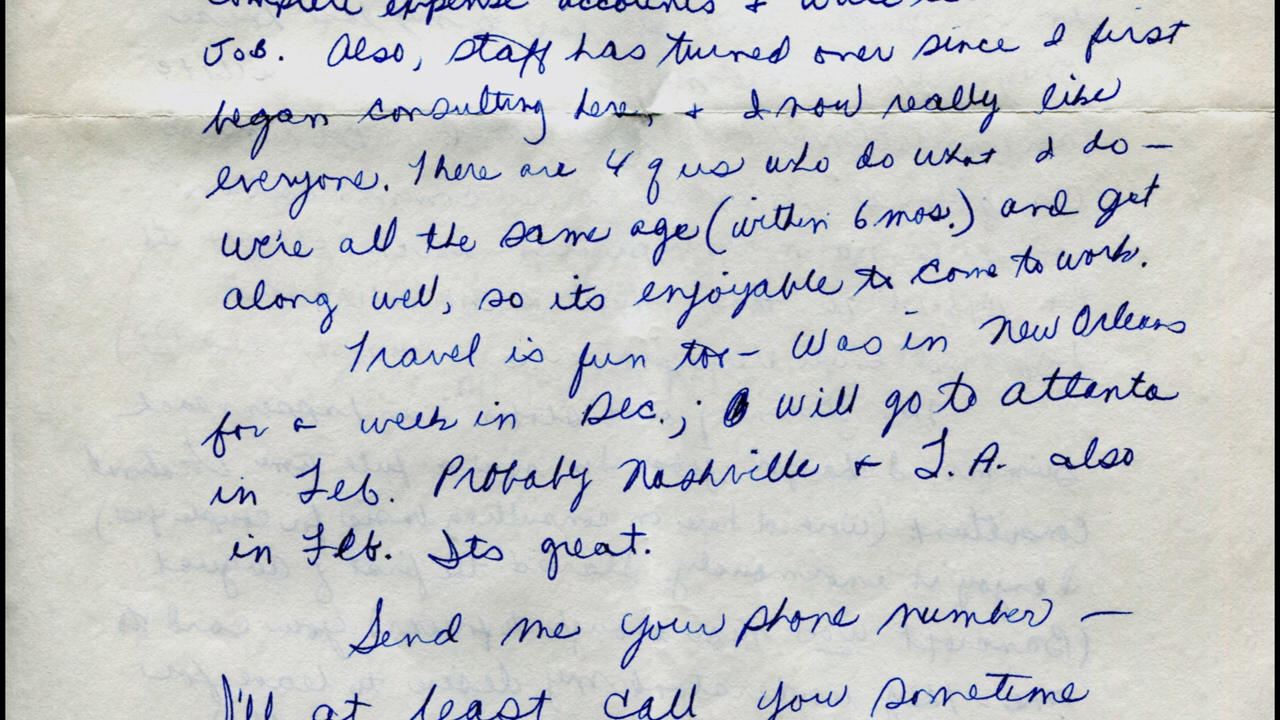 complete expense accounts &
Job. Also, staff has turned over since I first
began consulting here, & I now really like
everyone. There are 4 of us who do what I do —
we're all the same age (within 6 mos.) and get
along well, so its enjoyable to come to work.
Travel is fun too — Was in New Orleans
for a week in Dec.; will go to Atlanta
in Feb. Probaby Nashville & L.A. also
in Feb. Its great.
Send me your phone number —
I'll at least call you sometime